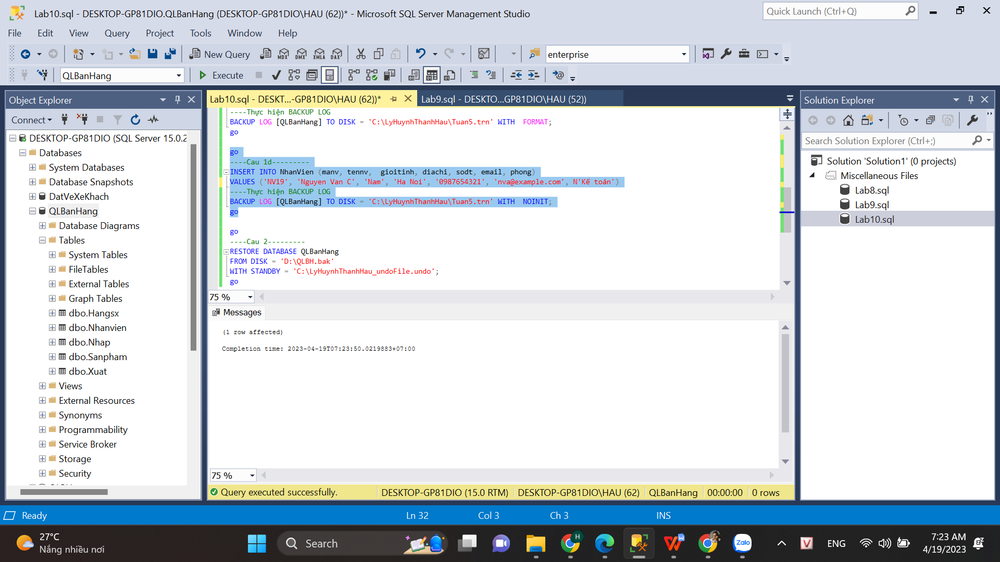 Lab10.sql - DESKTOP-GP81DIO.QLBanHang (DESKTOP-GP81DIO\HAU (62))* - Microsoft SQL Server Management Studio
Quick Launch (Ctrl+Q)
File Edit View Query Project Tools Window Help
New Query
MDX DMX XMLA DAX
enterprise
QLBanHang
Execute
Object Explorer
Connect
DESKTOP-GP81DIO (SQL Server 15.0.2
Databases
System Databases
Database Snapshots
DatVeXeKhach
QLBanHang
Database Diagrams
Tables
System Tables
FileTables
External Tables
Graph Tables
dbo.Hangsx
dbo.Nhanvien
dbo.Nhap
dbo.Sanpham
dbo.Xuat
Views
External Resources
Synonyms
Programmability
Service Broker
Storage
Security
Lab10.sql - DESKT...-GP81DIO\HAU (62))*
Lab9.sql - DESKTO...GP81DIO\HAU (52))
----Thực hiện BACKUP LOG
BACKUP LOG [QLBanHang] TO DISK = 'C:\LyHuynhThanhHau\Tuan5.trn' WITH  FORMAT;
go
go
----Cau 1d---------
INSERT INTO NhanVien (manv, tennv,  gioitinh, diachi, sodt, email, phong)
VALUES ('NV19', 'Nguyen Van C', 'Nam', 'Ha Noi', '0987654321', 'nva@example.com', N'Kế toán')
----Thực hiện BACKUP LOG
BACKUP LOG [QLBanHang] TO DISK = 'C:\LyHuynhThanhHau\Tuan5.trn' WITH  NOINIT;
go
go
----Cau 2---------
RESTORE DATABASE QLBanHang
FROM DISK = 'D:\QLBH.bak'
WITH STANDBY = 'C:\LyHuynhThanhHau_undoFile.undo';
go
75 %
Messages
(1 row affected)
Completion time: 2023-04-19T07:23:50.0219883+07:00
75 %
Query executed successfully.
DESKTOP-GP81DIO (15.0 RTM)
DESKTOP-GP81DIO\HAU (62)
QLBanHang
00:00:00
0 rows
Solution Explorer
Search Solution Explorer (Ctrl+;)
Solution 'Solution1' (0 projects)
Miscellaneous Files
Lab8.sql
Lab9.sql
Lab10.sql
Ready
Ln 32
Col 3
Ch 3
INS
27°C
Nắng nhiều nơi
Search
H
W
Zalo
V
ENG
7:23 AM
4/19/2023